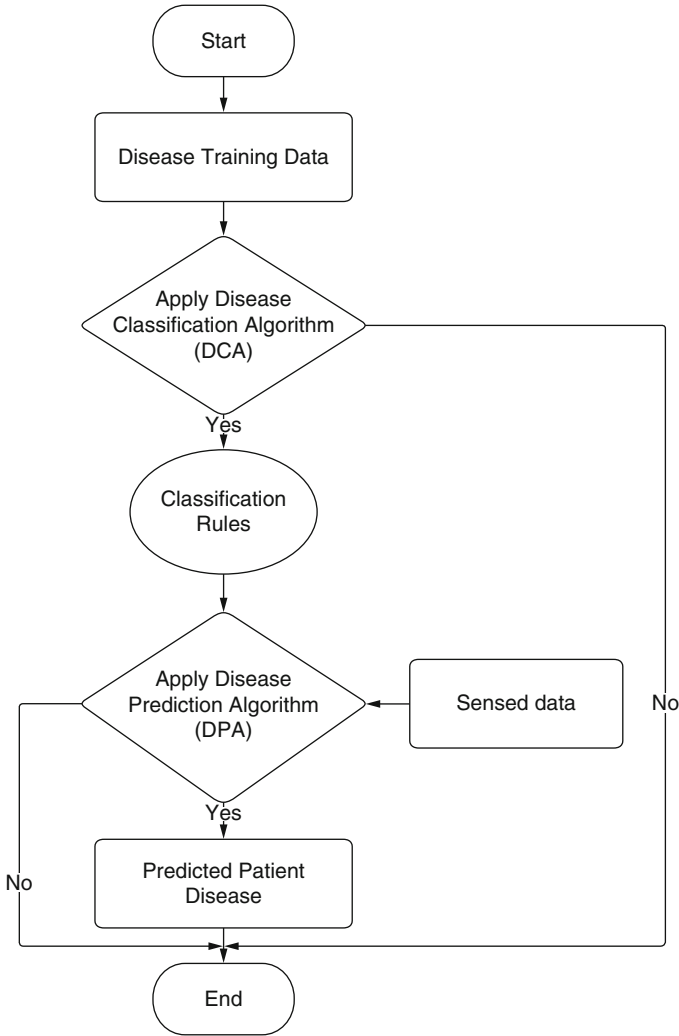 Start
Disease Training Data
Apply Disease
Classification Algorithm
(DCA)
Yes
Classification
Rules
Apply Disease
Prediction Algorithm
(DPA)
Sensed data
No
Yes
Predicted Patient
Disease
No
End